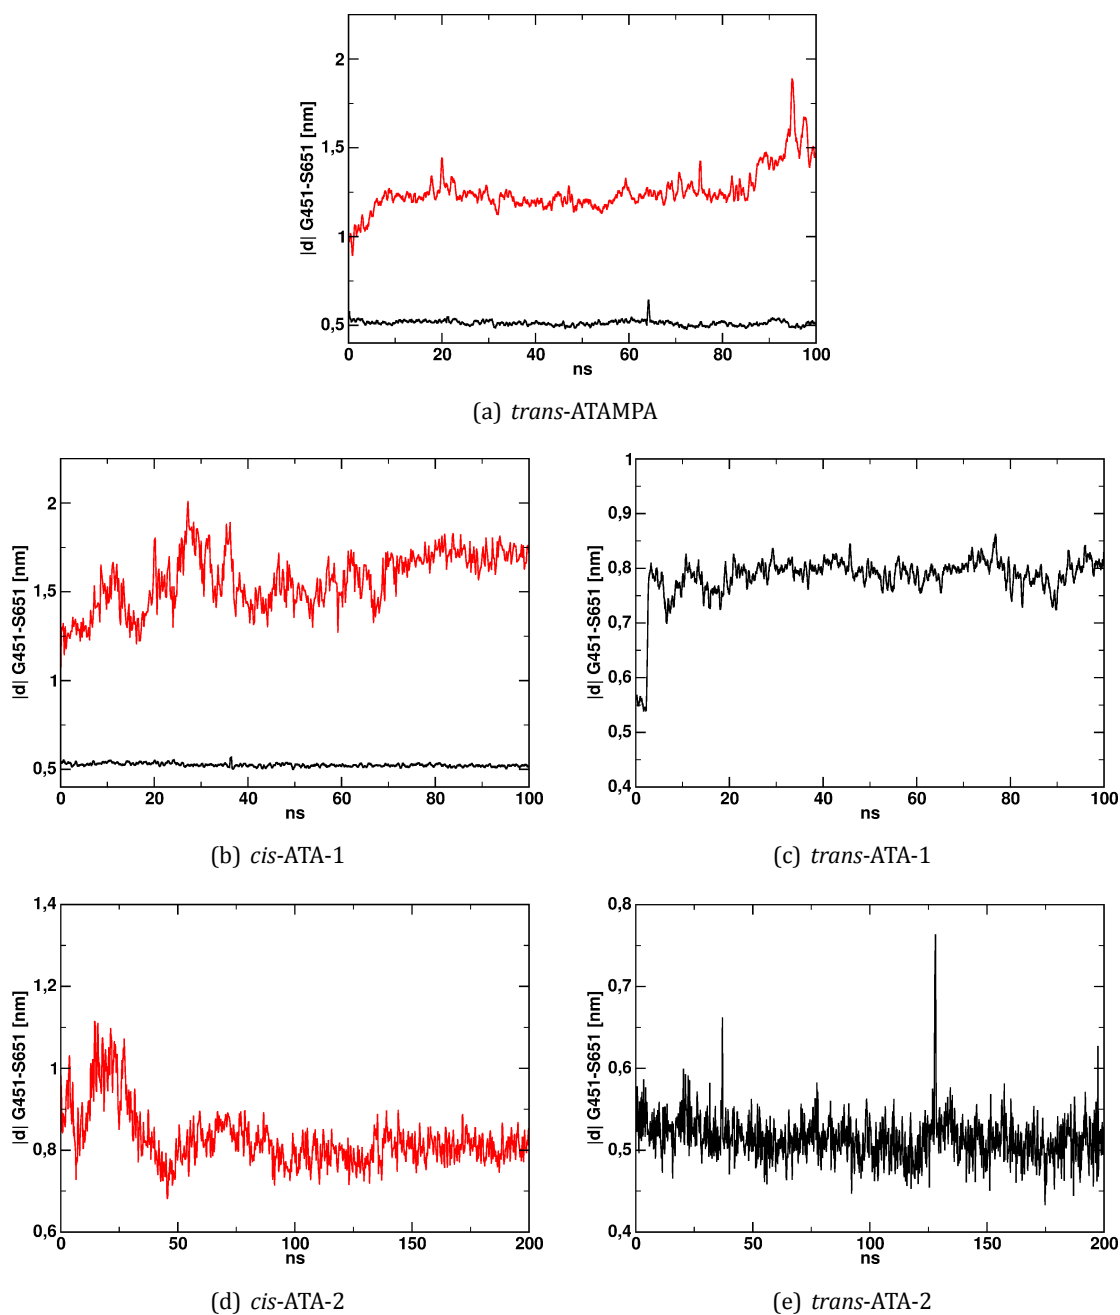 2
1,5
1
0,5
|d| G451-S651 [nm]
0 20 40 60 80 100
ns
(a) trans-ATAMPA
2
1,5
1
0,5
|d| G451-S651 [nm]
0 20 40 60 80 100
ns
(b) cis-ATA-1
1
0,9
0,8
0,7
0,6
0,5
0,4
|d| G451-S651 [nm]
0 20 40 60 80 100
ns
(c) trans-ATA-1
1,4
1,2
1
0,8
0,6
|d| G451-S651 [nm]
0 50 100 150 200
ns
(d) cis-ATA-2
0,8
0,7
0,6
0,5
0,4
|d| G451-S651 [nm]
0 50 100 150 200
ns
(e) trans-ATA-2